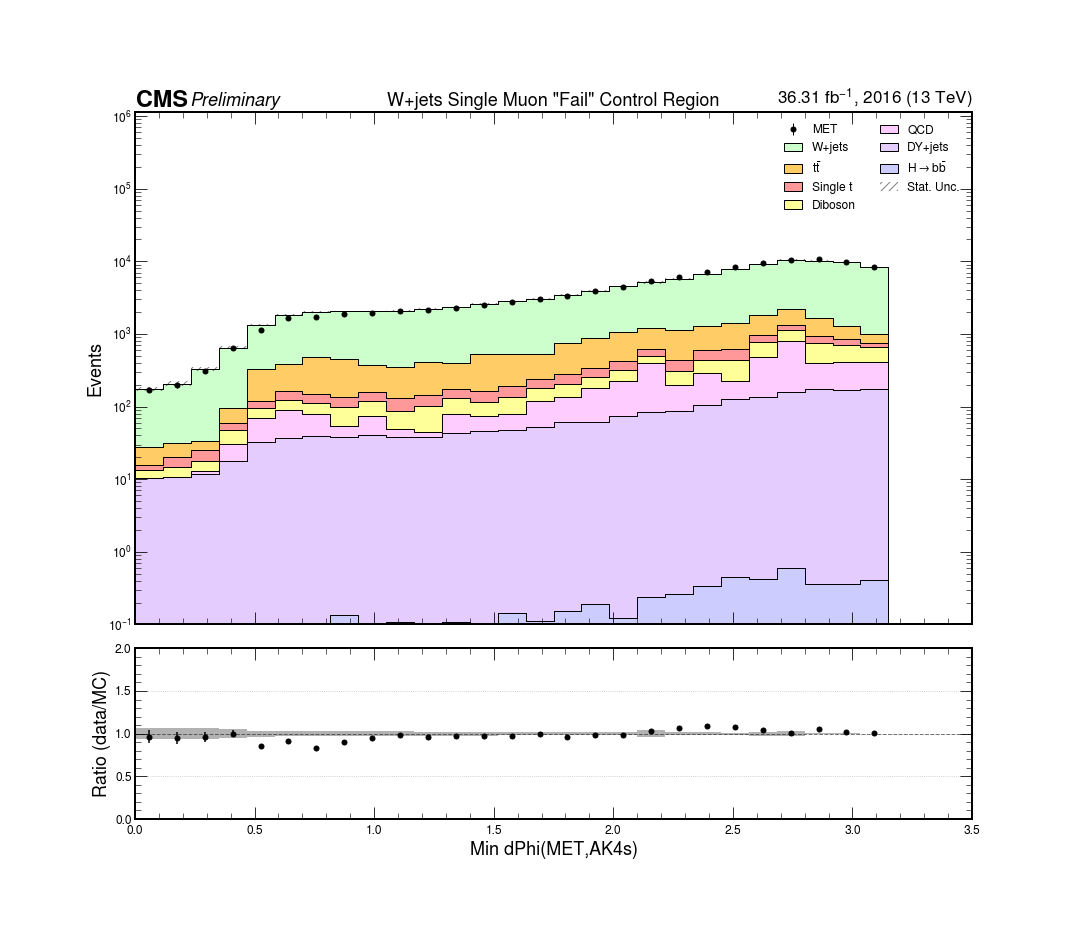 CMS Preliminary W+jets Single Muon "Fail" Control Region 36.31 fb⁻¹, 2016 (13 TeV)
10⁶
10⁵
10⁴
10³
10²
10¹
10⁰
10⁻¹
Events
MET QCD
W+jets DY+jets
tt̄ H→bb̄
Single t Stat. Unc.
Diboson
2.0
1.5
1.0
0.5
0.0
Ratio (data/MC)
0.0 0.5 1.0 1.5 2.0 2.5 3.0 3.5
Min dPhi(MET,AK4s)